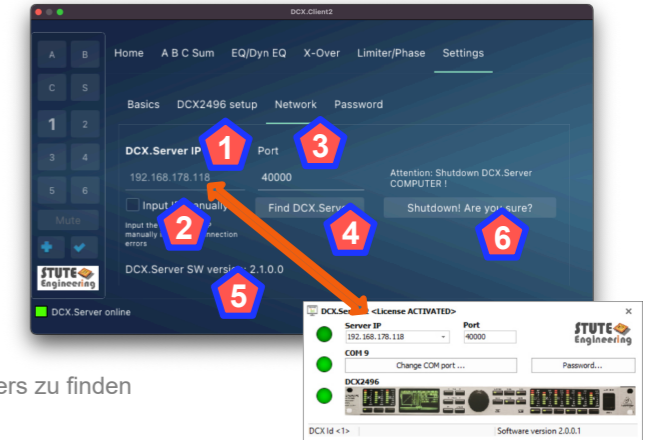 DCX.Client2
A B
Home A B C Sum EQ/Dyn EQ X-Over Limiter/Phase Settings
C S
Basics DCX2496 setup Network Password
1 2
DCX.Server IP 1 Port 3
3 4
192.168.178.118 40000
Attention: Shutdown DCX.Server
COMPUTER !
5 6
Input manually Find DCX.Server Shutdown! Are you sure?
Mute
2 4 6
Input the
manually connection
errors
STUTE
Engineering
DCX.Server SW version: 2.1.0.0
5
DCX.Server online
<License ACTIVATED>
Server IP Port
192.168.178.118 40000
STUTE
Engineering
COM 9
Change COM port ... Password...
DCX2496
DCX Id <1> Software version 2.0.0.1
ers zu finden